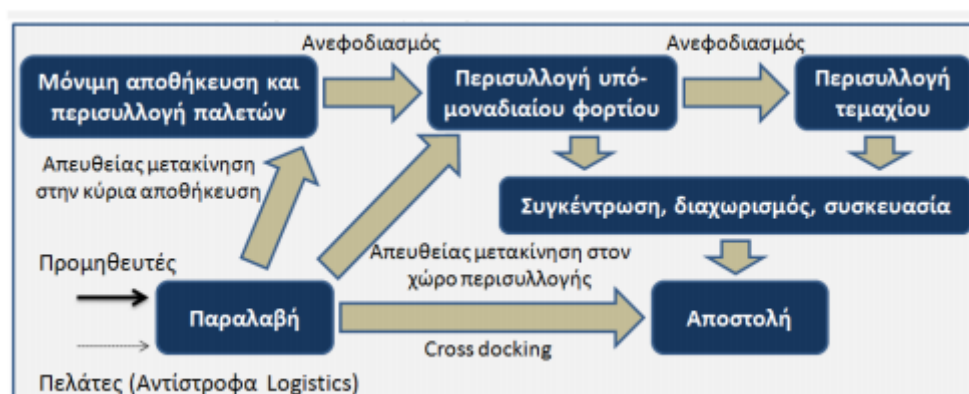 Ανεφοδιασμός
Ανεφοδιασμός
Μόνιμη αποθήκευση και
περισυλλογή παλετών
Περισυλλογή υπό-
μοναδιαίου φορτίου
Περισυλλογή
τεμαχίου
Απευθείας μετακίνηση
στην κύρια αποθήκευση
Συγκέντρωση, διαχωρισμός, συσκευασία
Απευθείας μετακίνηση στον
χώρο περισυλλογής
Προμηθευτές
Παραλαβή
Αποστολή
Cross docking
Πελάτες (Αντίστροφα Logistics)